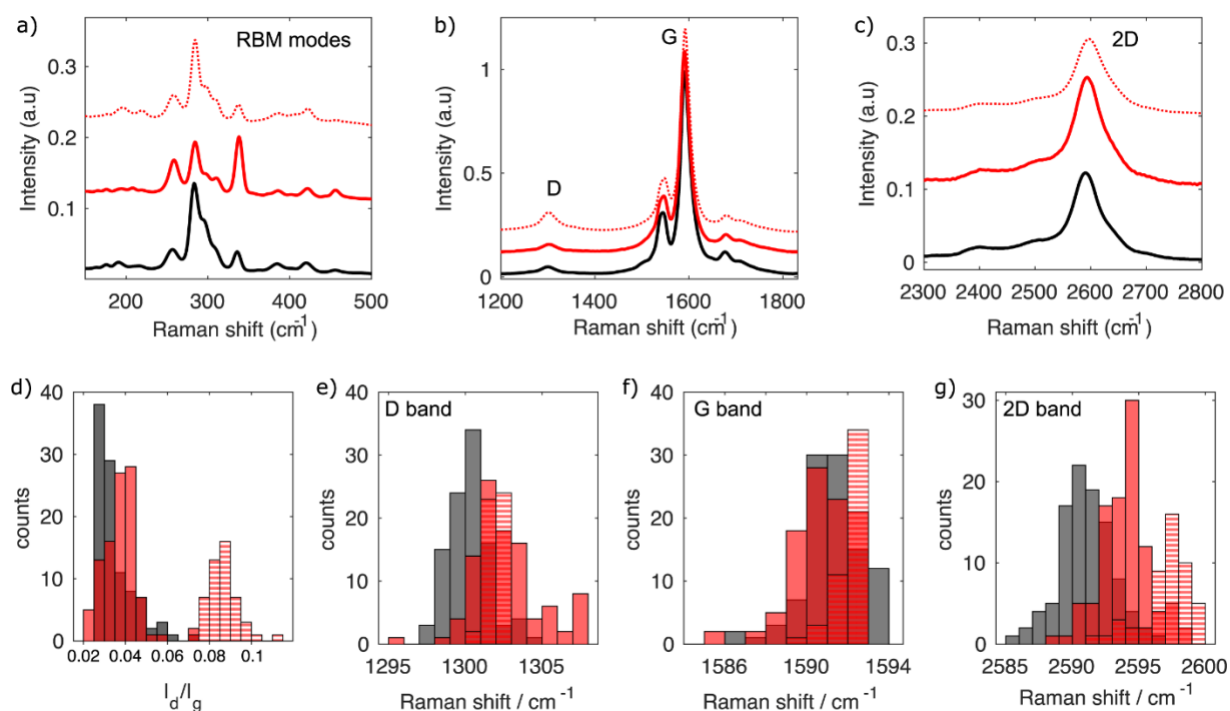 a)
RBM modes
0.3
0.2
0.1
Intensity (a.u)
200 300 400 500
Raman shift (cm-1)
b)
G
D
1
0.5
0
Intensity (a.u)
1200 1400 1600 1800
Raman shift (cm-1)
c)
2D
0.3
0.2
0.1
0
Intensity (a.u)
2300 2400 2500 2600 2700 2800
Raman shift (cm-1)
d)
40
30
20
10
0
counts
0.02 0.04 0.06 0.08 0.1
Id/Ig
e)
D band
40
30
20
10
0
counts
1295 1300 1305
Raman shift / cm-1
f)
G band
40
30
20
10
0
counts
1586 1590 1594
Raman shift / cm-1
g)
2D band
30
20
10
0
counts
2585 2590 2595 2600
Raman shift / cm-1